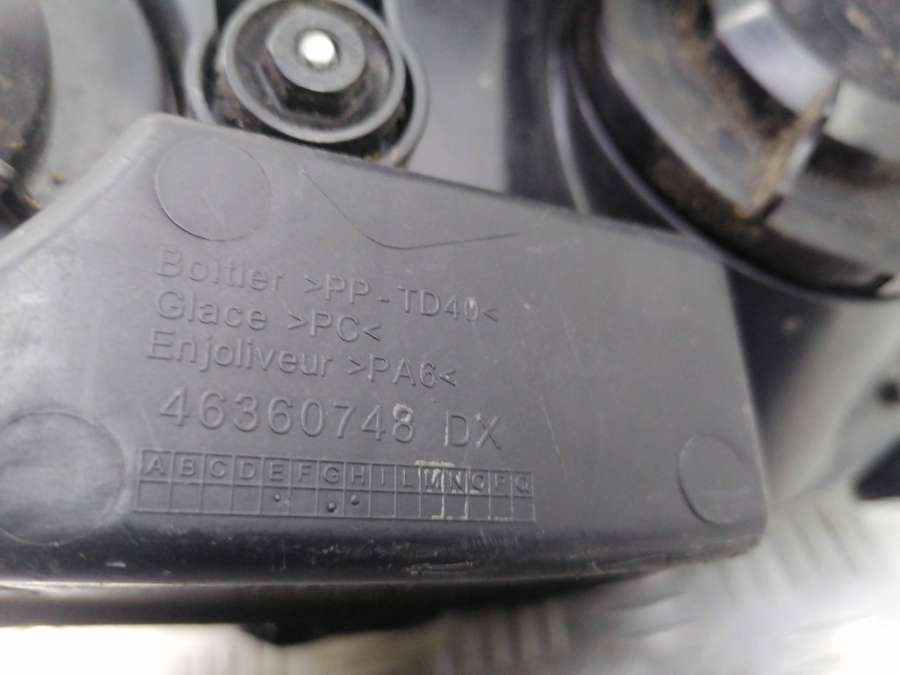 Boitier >PP-TD40<
Glace >PC<
Enjoliveur >PA6<
46360748 DX
A B C D E F G H I L M N O P Q